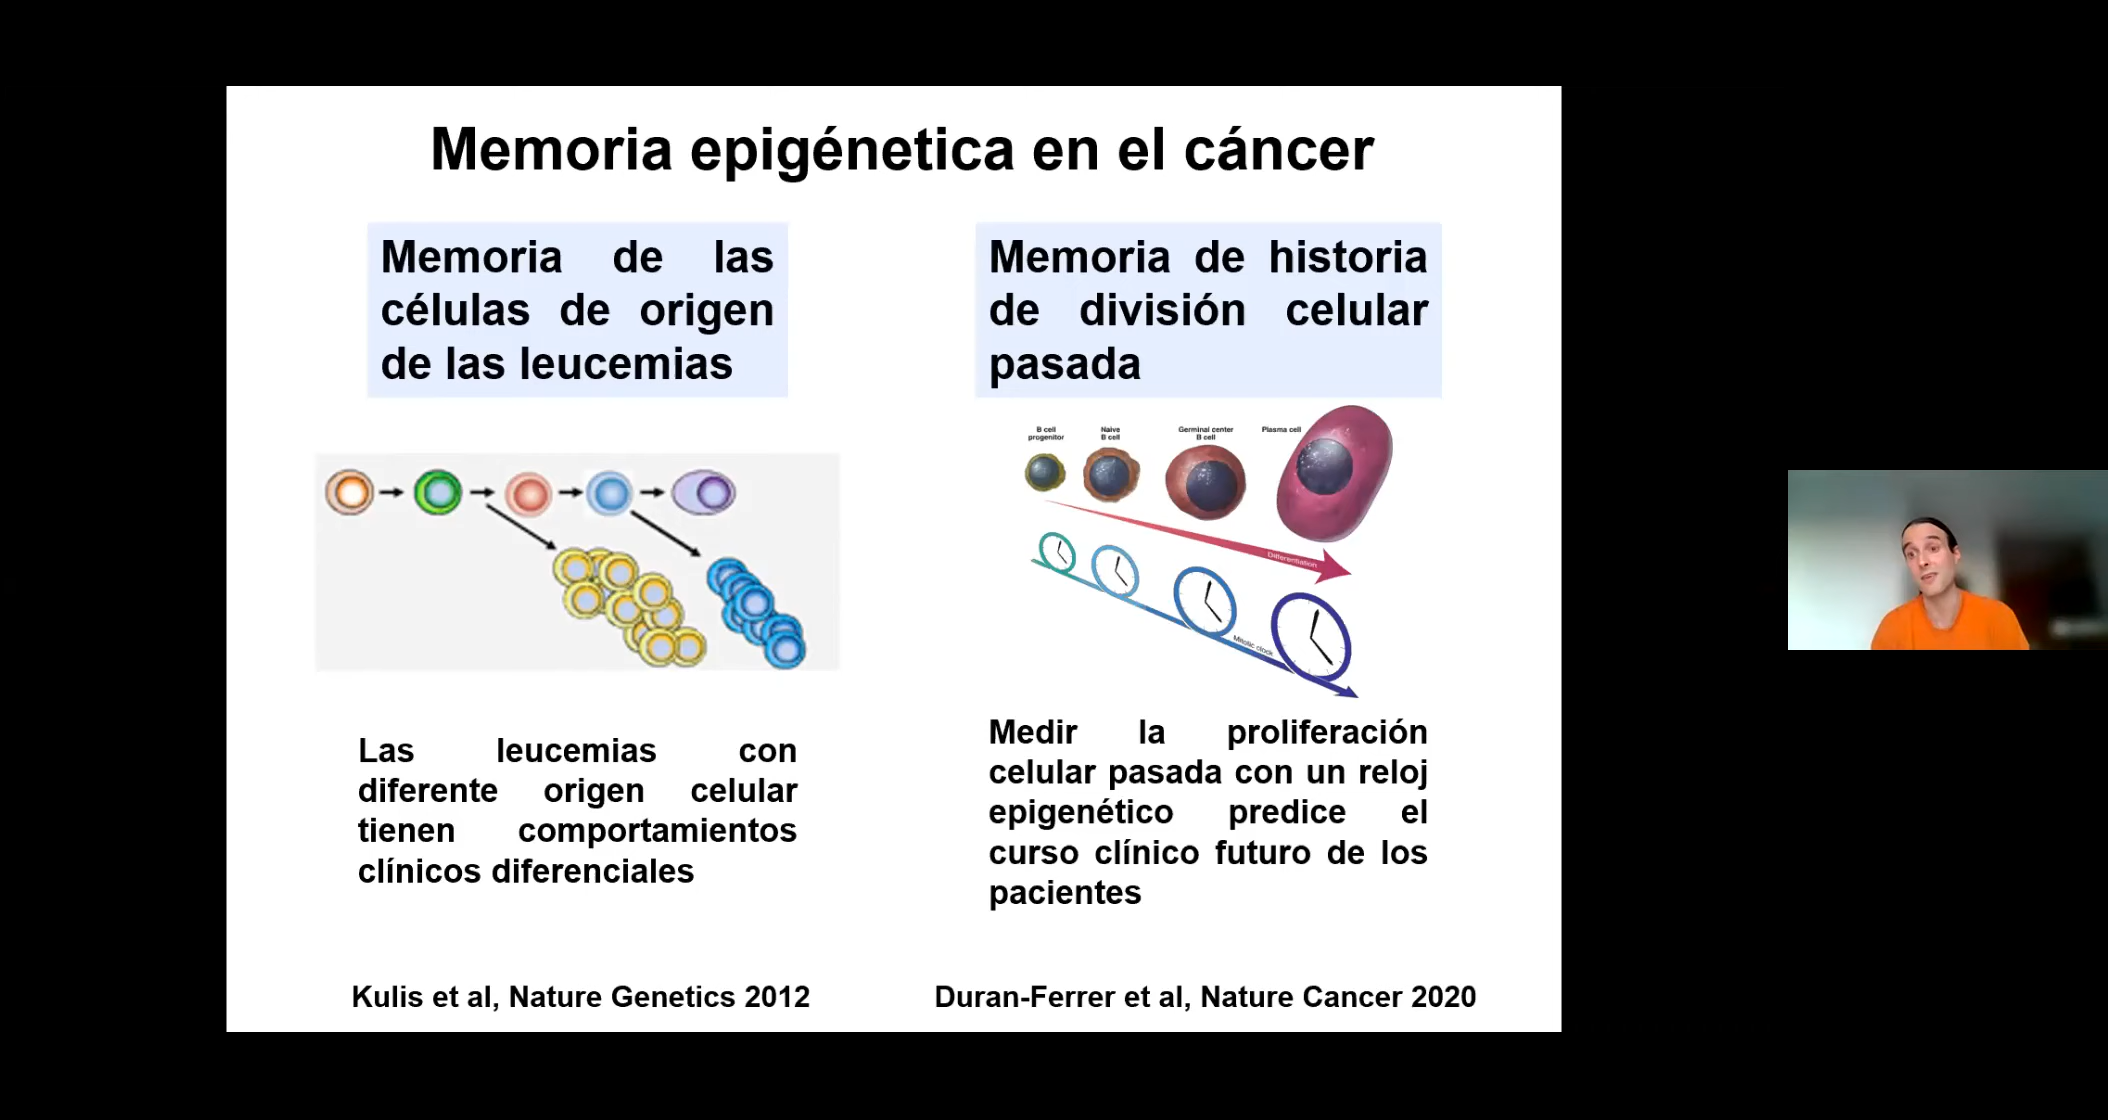 Memoria epigénetica en el cáncer
Memoria de las
células de origen
de las leucemias
Las leucemias con
diferente origen celular
tienen comportamientos
clínicos diferenciales
Kulis et al, Nature Genetics 2012
Memoria de historia
de división celular
pasada
B cell
progenitor
Naive
B cell
Germinal center
B cell
Plasma cell
Differentiation
Mitotic clock
Medir la proliferación
celular pasada con un reloj
epigenético predice el
curso clínico futuro de los
pacientes
Duran-Ferrer et al, Nature Cancer 2020